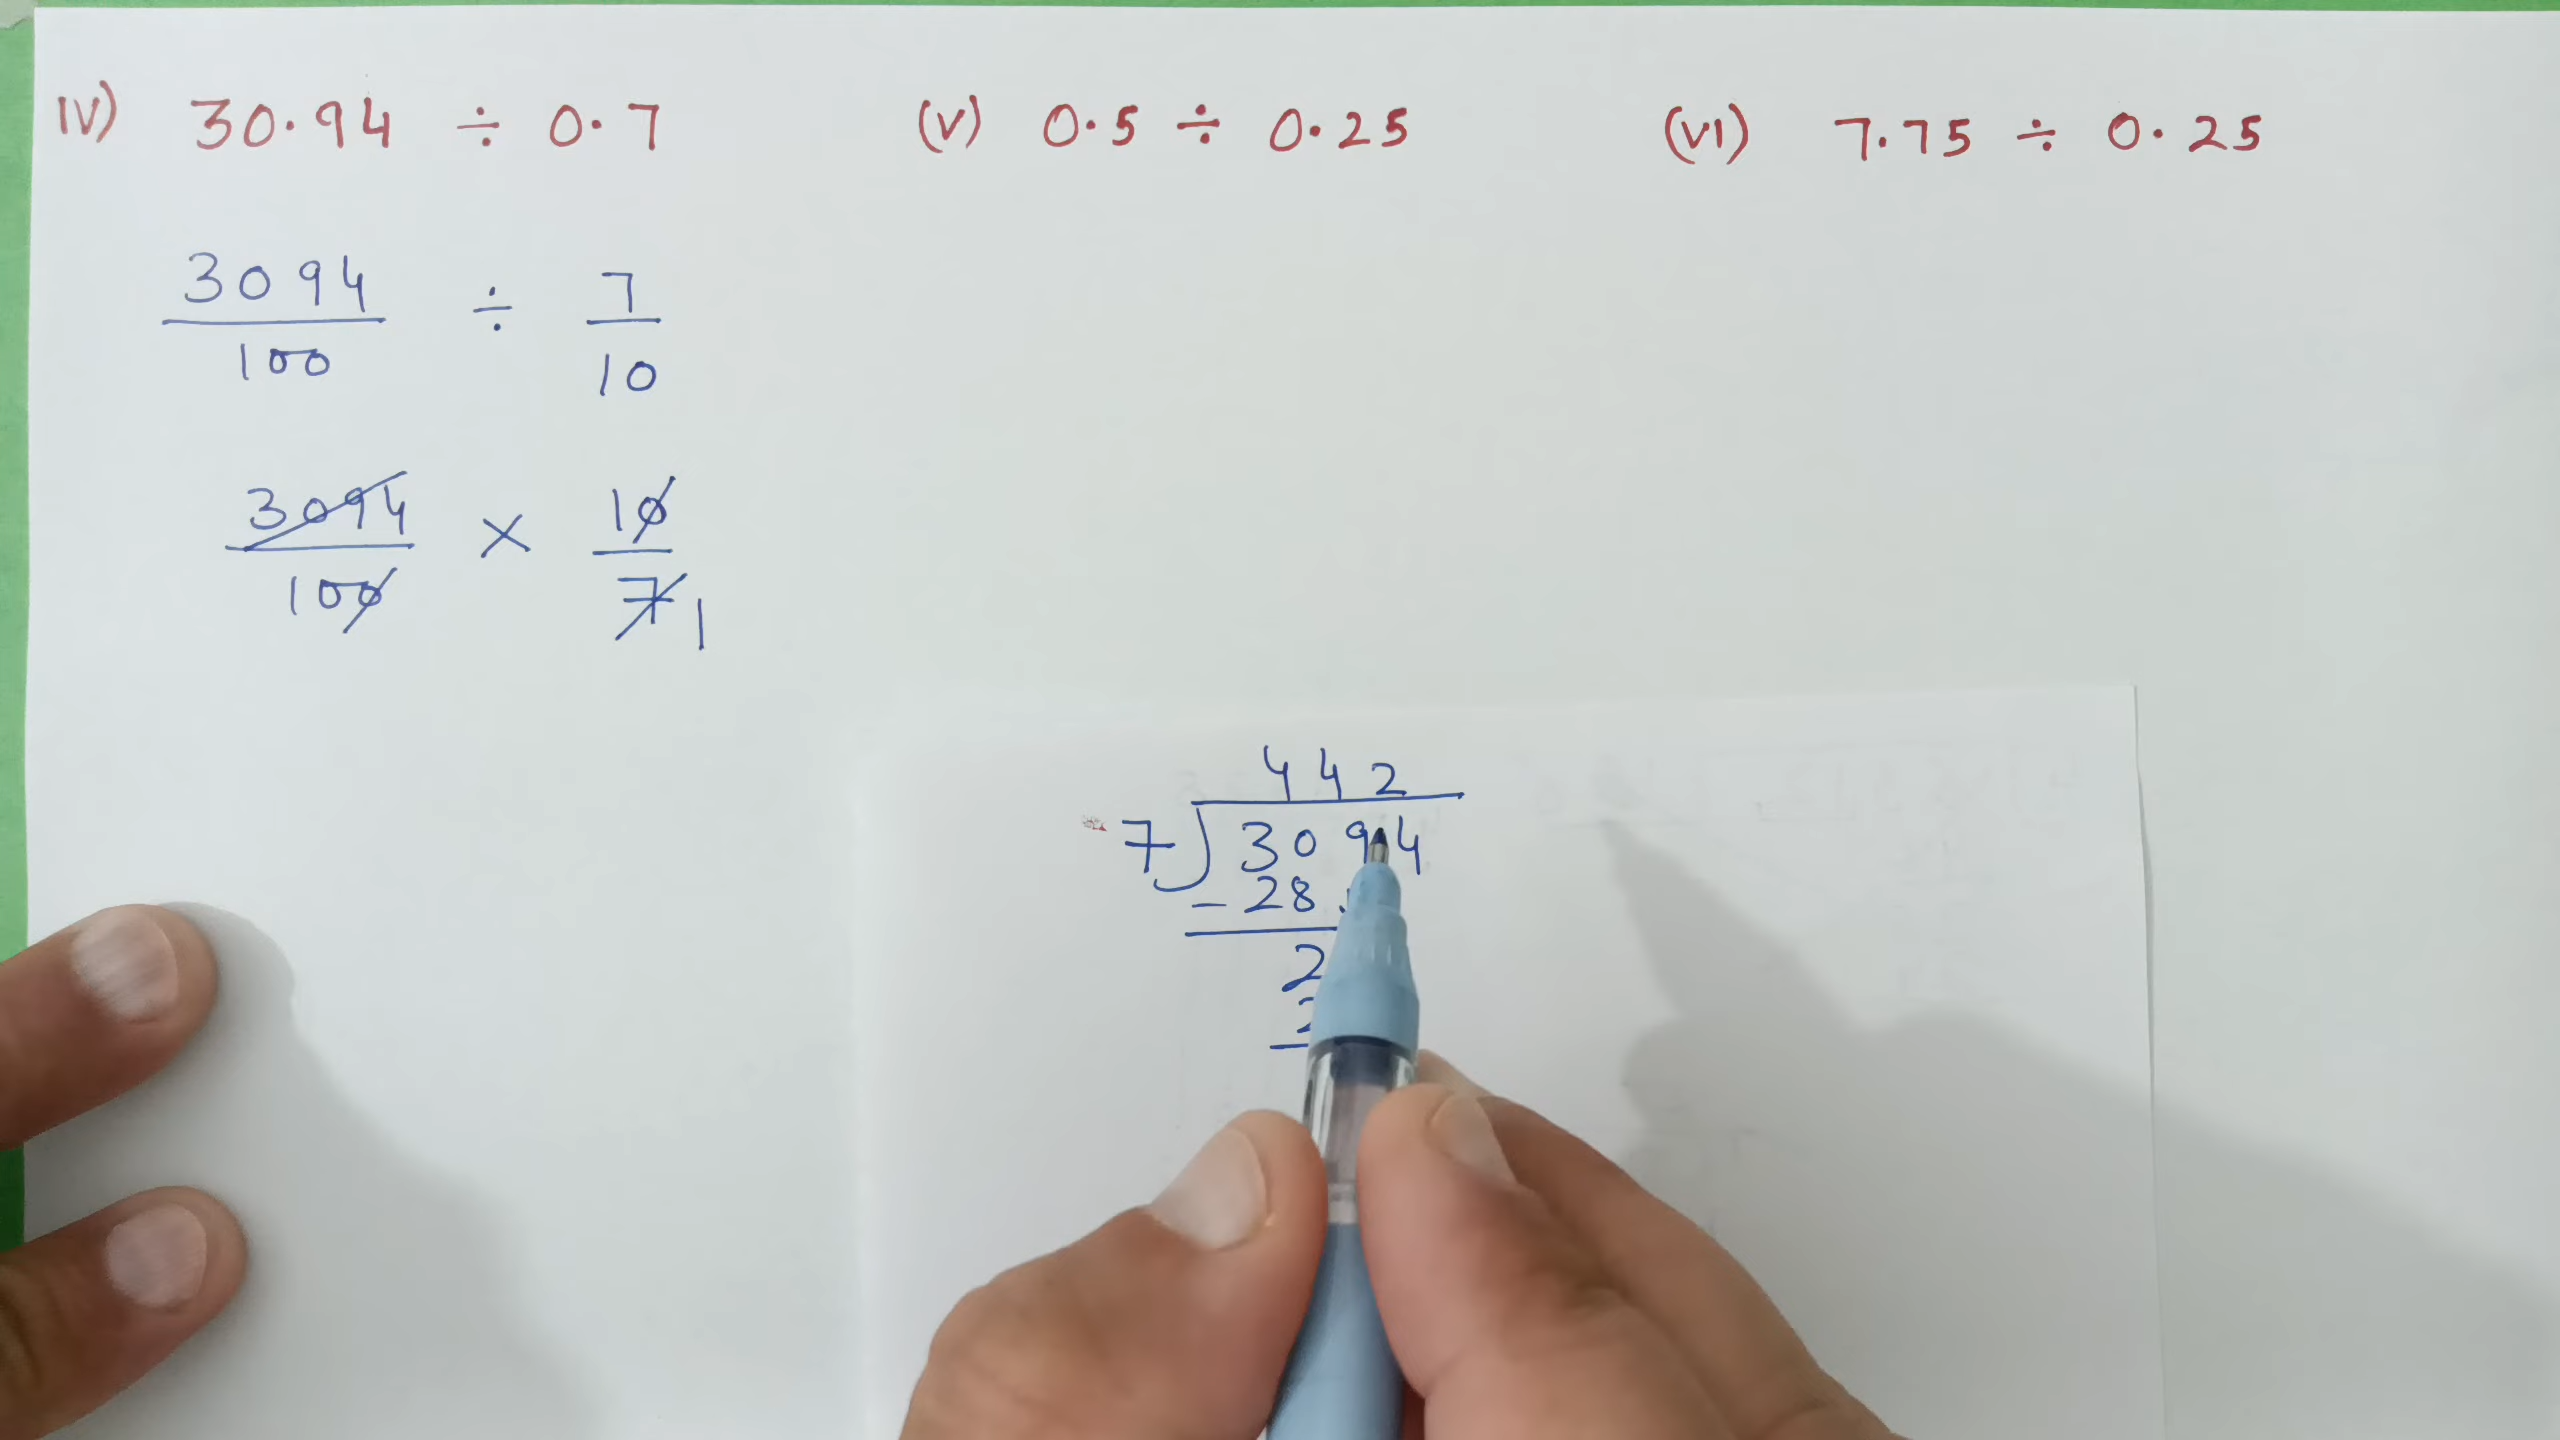 IV) 30.94 ÷ 0.7
(V) 0.5 ÷ 0.25
(VI) 7.75 ÷ 0.25
3094 ÷ 7
100 10
3094 × 10
100 7 1
442
7) 3094
- 28
2